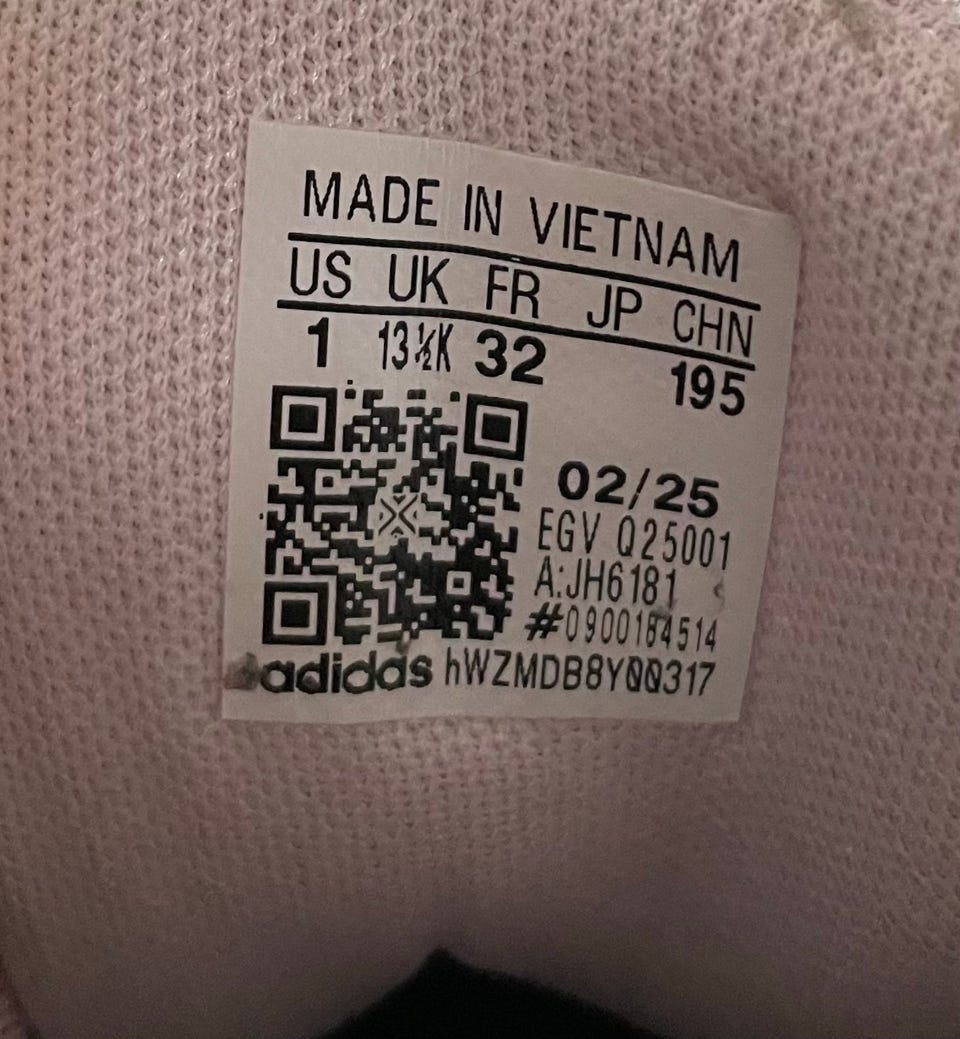 MADE IN VIETNAM
US UK FR JP CHN
1 13½K 32 195
02/25
EGV Q25001
A:JH6181
#0900184514
adidas hWZMDB8Y00317